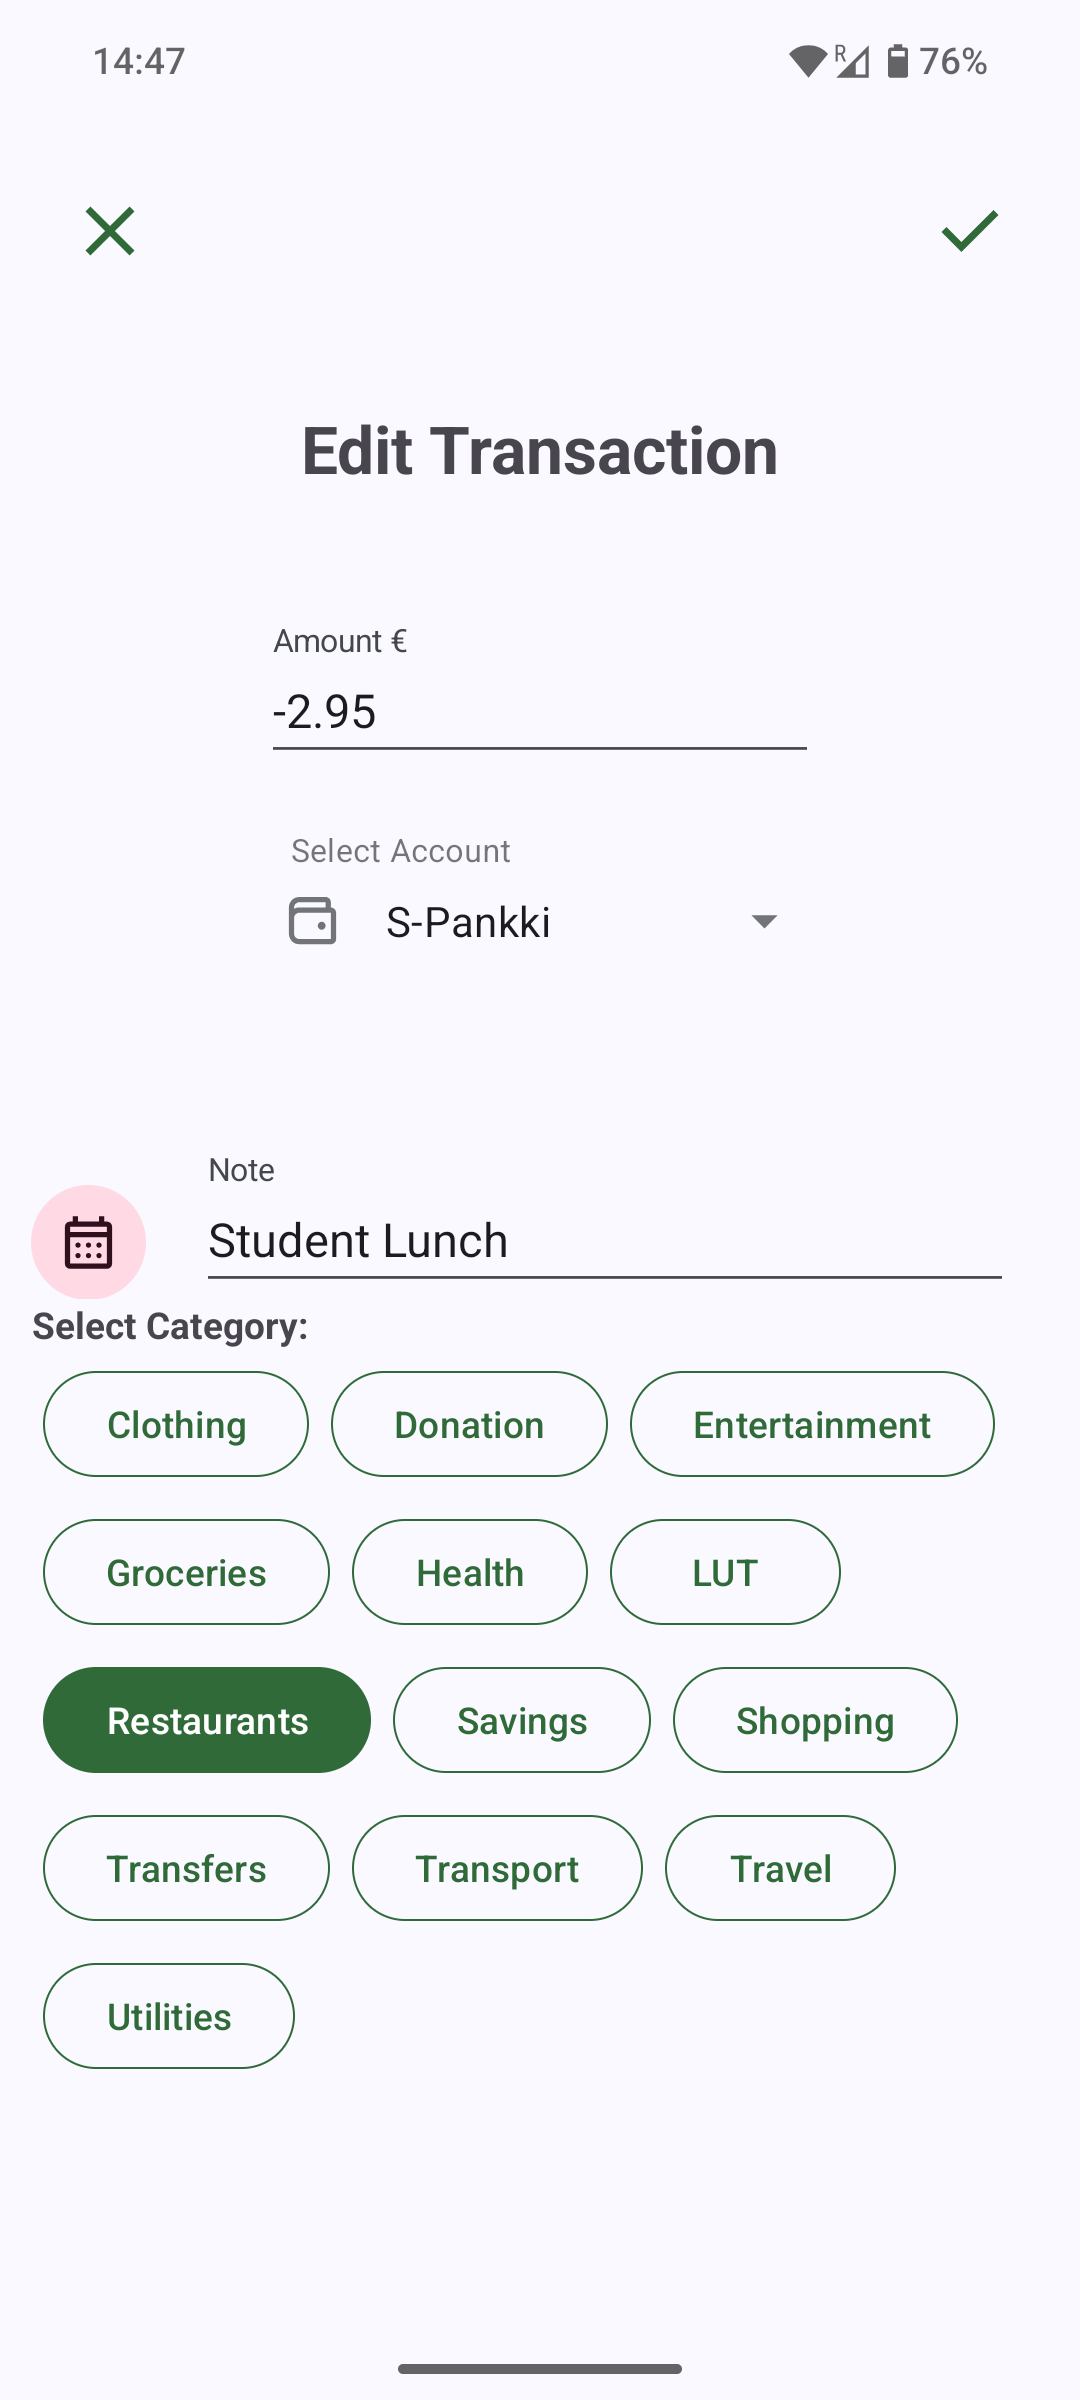 14:47 R 76%
Edit Transaction
Amount €
-2.95
Select Account
S-Pankki
Note
Student Lunch
Select Category:
Clothing Donation Entertainment
Groceries Health LUT
Restaurants Savings Shopping
Transfers Transport Travel
Utilities